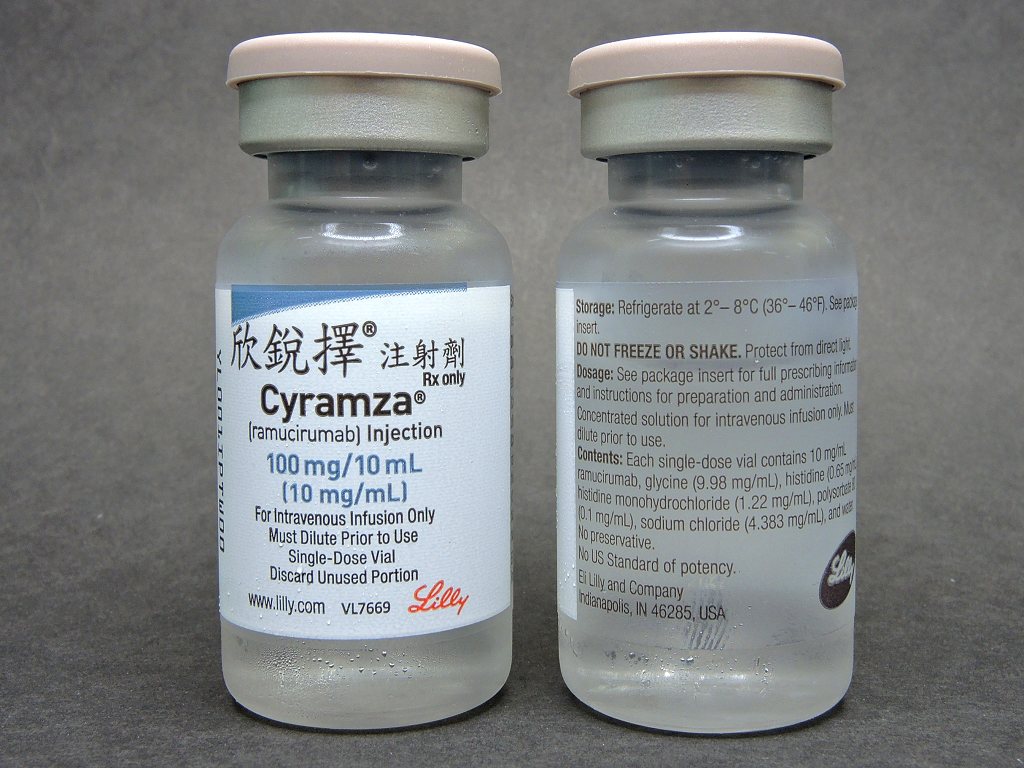 欣銳擇® 注射劑
Rx only
Cyramza®
(ramucirumab) Injection
100 mg/10 mL
(10 mg/mL)
For Intravenous Infusion Only
Must Dilute Prior to Use
Single-Dose Vial
Discard Unused Portion
www.lilly.com VL7669 Lilly
Storage: Refrigerate at 2°– 8°C (36°– 46°F). See
insert.
DO NOT FREEZE OR SHAKE. Protect from direct light.
Dosage: See package insert for full prescribing
and instructions for preparation and administration.
Concentrated solution for intravenous infusion only. Must
dilute prior to use.
Contents: Each single-dose vial contains 10 mg/mL
ramucirumab, glycine (9.98 mg/mL), histidine (0.65
histidine monohydrochloride (1.22 mg/mL), polysorbate
(0.1 mg/mL), sodium chloride (4.383 mg/mL), and water.
No preservative.
No US Standard of potency.
Eli Lilly and Company
Indianapolis, IN 46285, USA
Lilly